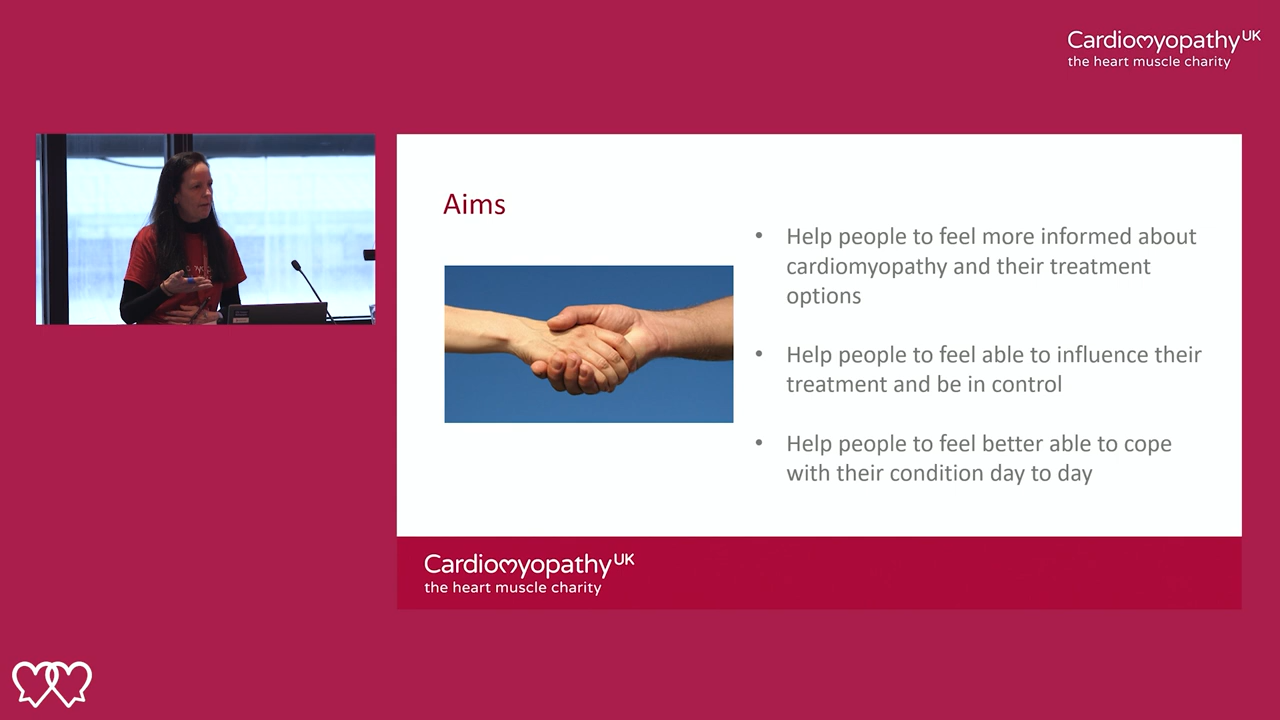 Cardiomyopathy UK
the heart muscle charity
Aims
• Help people to feel more informed about
cardiomyopathy and their treatment
options
• Help people to feel able to influence their
treatment and be in control
• Help people to feel better able to cope
with their condition day to day
Cardiomyopathy UK
the heart muscle charity